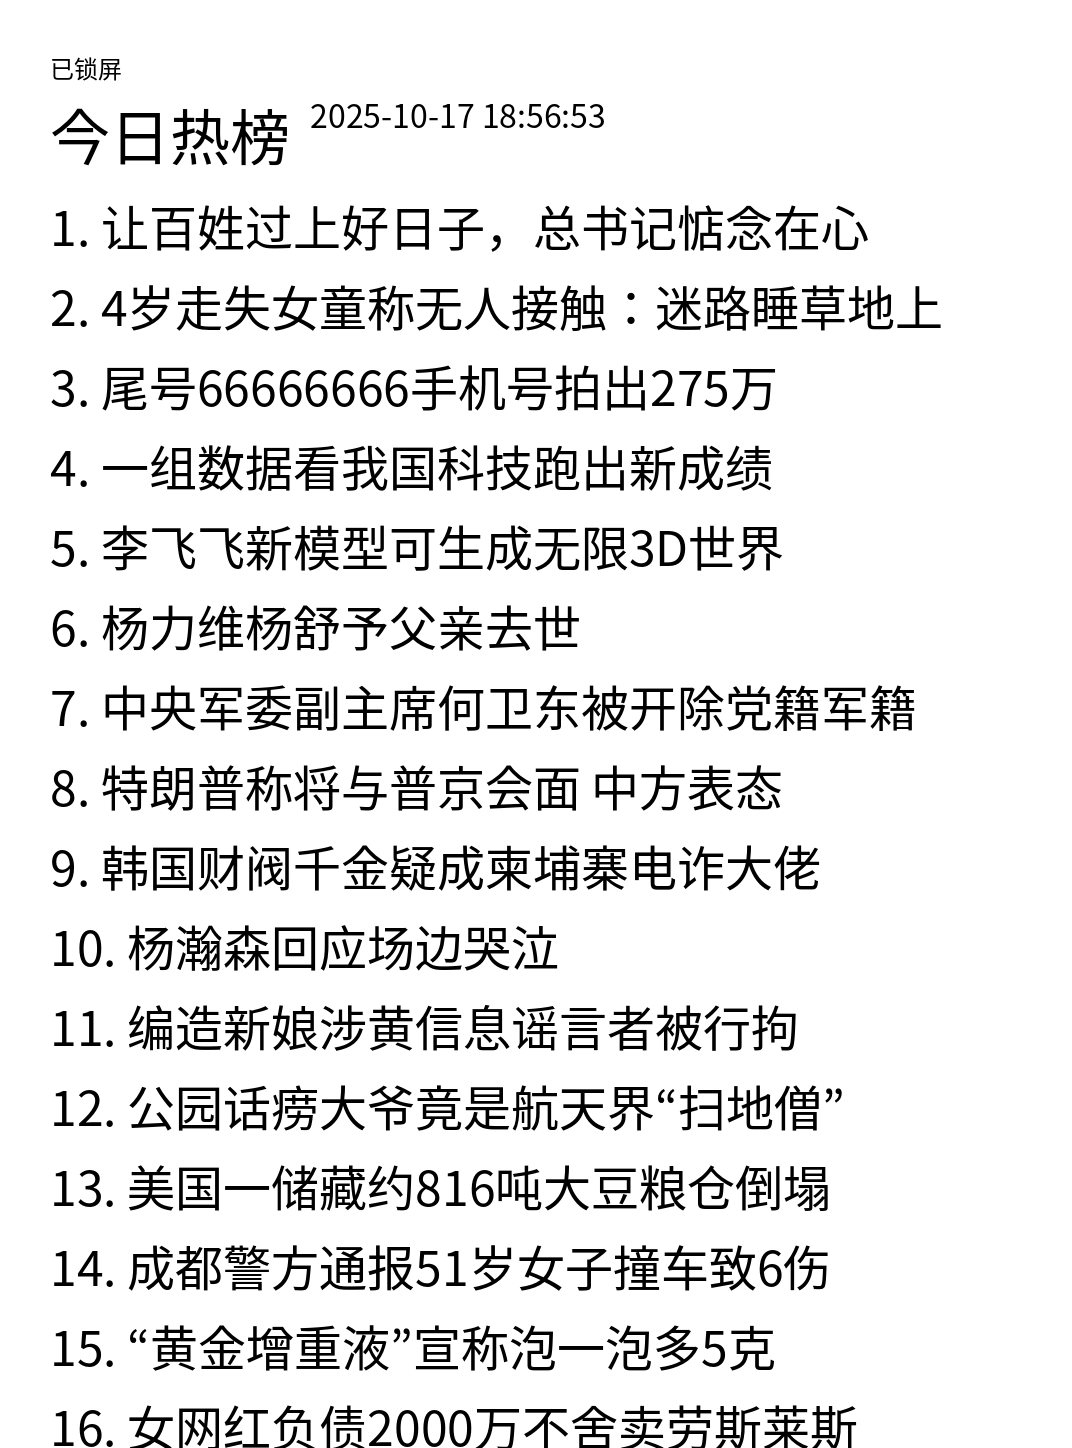 已锁屏
今日热榜 2025-10-17 18:56:53
1. 让百姓过上好日子，总书记惦念在心
2. 4岁走失女童称无人接触：迷路睡草地上
3. 尾号66666666手机号拍出275万
4. 一组数据看我国科技跑出新成绩
5. 李飞飞新模型可生成无限3D世界
6. 杨力维杨舒予父亲去世
7. 中央军委副主席何卫东被开除党籍军籍
8. 特朗普称将与普京会面 中方表态
9. 韩国财阀千金疑成柬埔寨电诈大佬
10. 杨瀚森回应场边哭泣
11. 编造新娘涉黄信息谣言者被行拘
12. 公园话痨大爷竟是航天界“扫地僧”
13. 美国一储藏约816吨大豆粮仓倒塌
14. 成都警方通报51岁女子撞车致6伤
15. “黄金增重液”宣称泡一泡多5克
16. 女网红负债2000万不舍卖劳斯莱斯